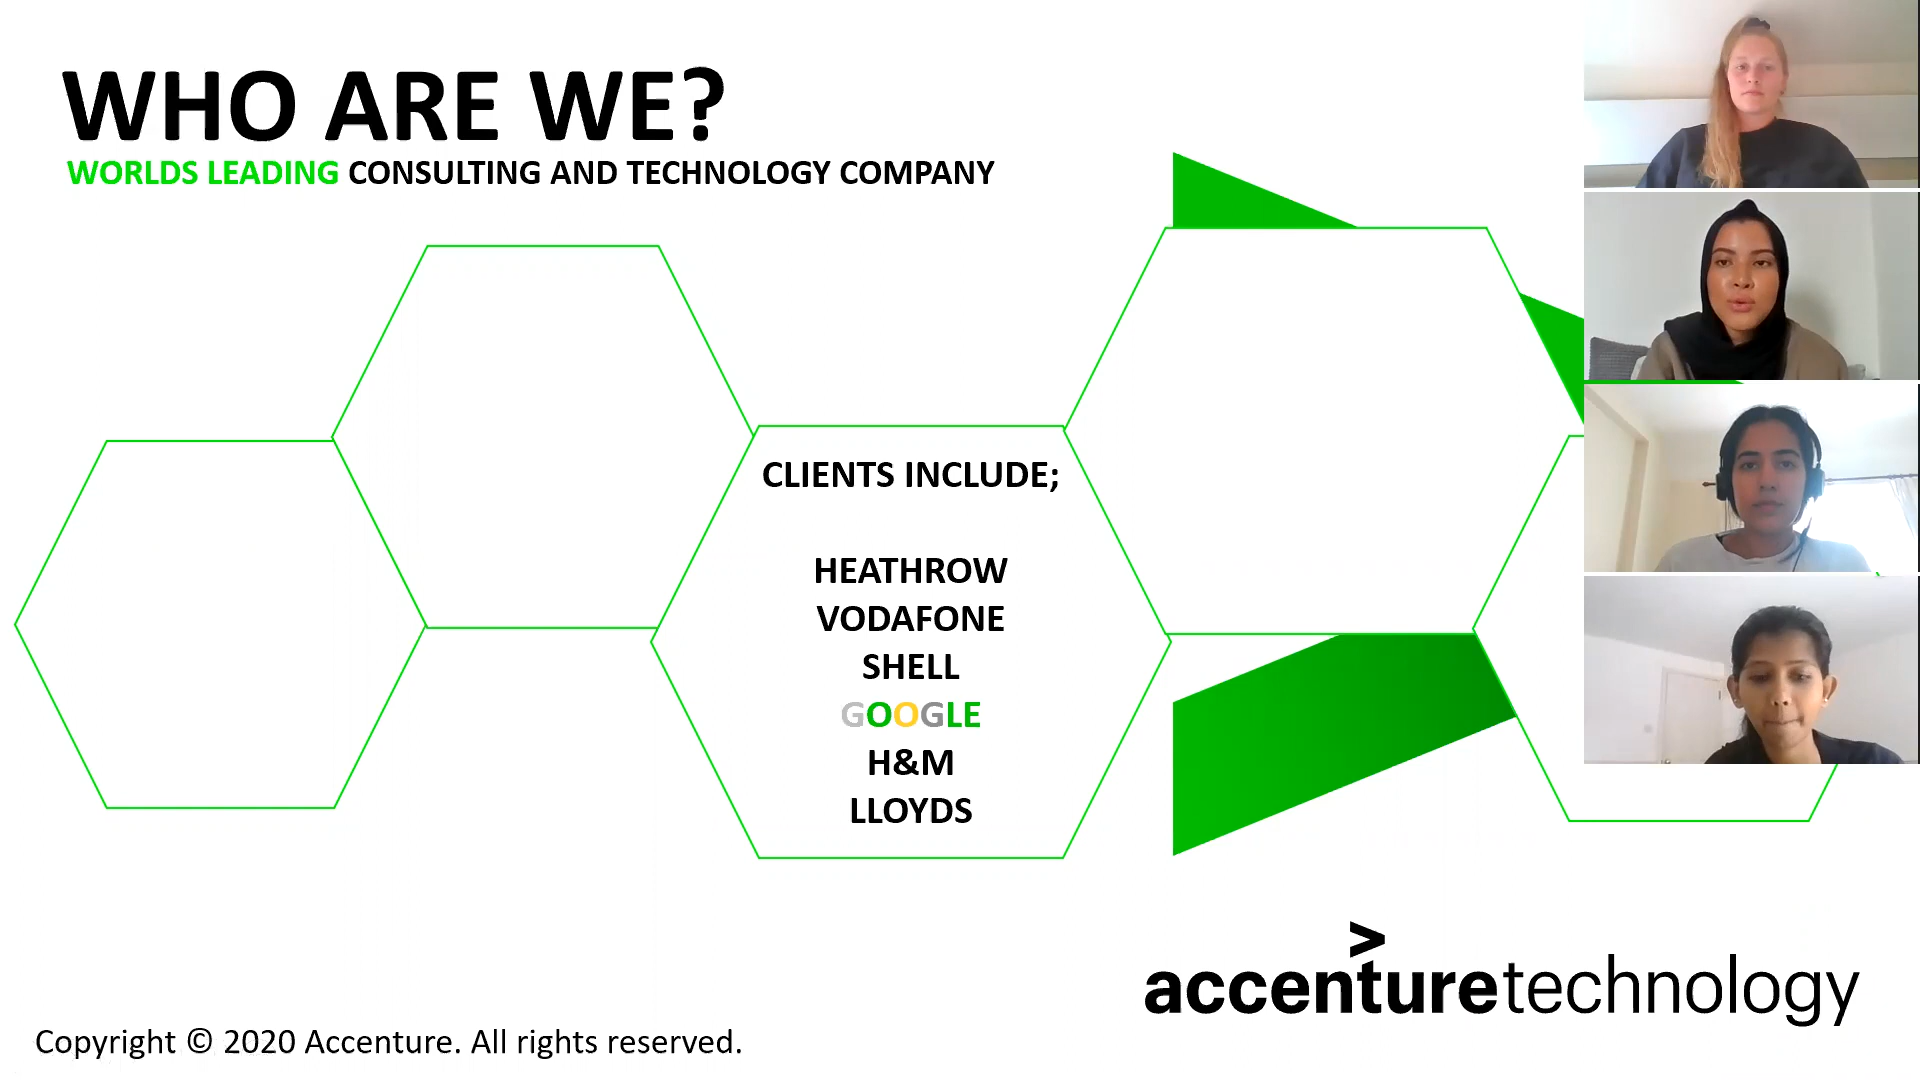 WHO ARE WE?
WORLDS LEADING CONSULTING AND TECHNOLOGY COMPANY
CLIENTS INCLUDE;
HEATHROW
VODAFONE
SHELL
GOOGLE
H&M
LLOYDS
>
accenturetechnology
Copyright © 2020 Accenture. All rights reserved.